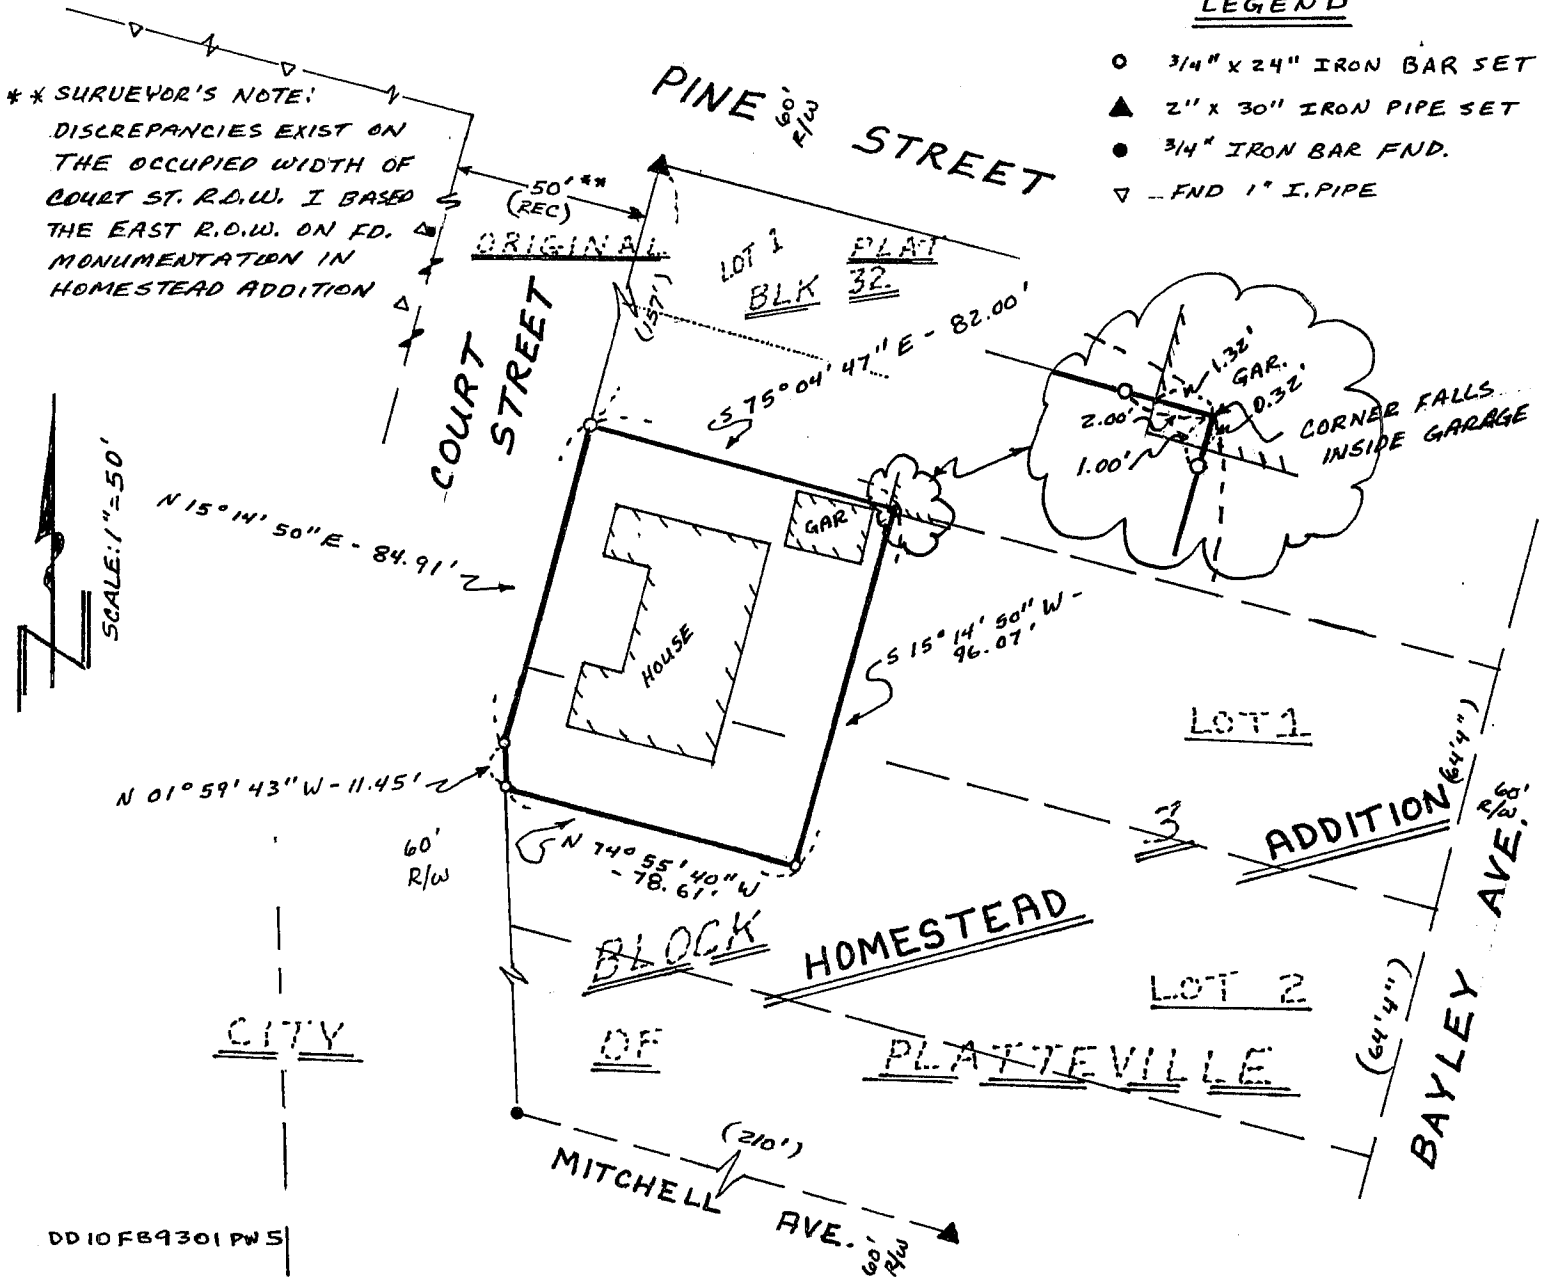 LEGEND
3/4" X 24" IRON BAR SET
2" X 30" IRON PIPE SET
3/4" IRON BAR FND.
FND 1" I.PIPE
** SURVEYOR'S NOTE:
DISCREPANCIES EXIST ON
THE OCCUPIED WIDTH OF
COURT ST. R.O.W. I BASED
THE EAST R.O.W. ON FD.
MONUMENTATION IN
HOMESTEAD ADDITION
PINE STREET
60'
R/W
50' **
(REC)
ORIGINAL PLAT
LOT 1
BLK 32
(157')
COURT
STREET
S 75° 04' 47" E - 82.00'
1.32'
GAR.
0.32'
2.00'
1.00'
CORNER FALLS
INSIDE GARAGE
SCALE: 1" = 50'
N 15° 14' 50" E - 84.91'
GAR
HOUSE
S 15° 14' 50" W -
96.07'
LOT 1
(64'4")
N 01° 59' 43" W - 11.45'
60'
R/W
N 74° 55' 40" W
- 78.61'
3
ADDITION
60'
R/W
BLOCK
HOMESTEAD
LOT 2
(64'4")
BAYLEY AVE.
CITY OF PLATTEVILLE
(210')
MITCHELL AVE.
60'
R/W
DD10FB9301PW5